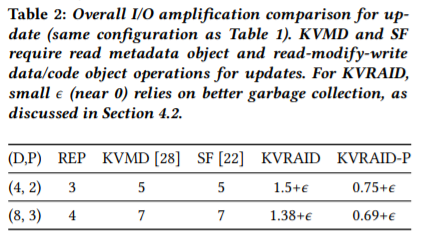 Table 2: Overall I/O amplification comparison for up-
date (same configuration as Table 1). KVMD and SF
require read metadata object and read-modify-write
data/code object operations for updates. For KVRAID,
small ϵ (near 0) relies on better garbage collection, as
discussed in Section 4.2.
(D,P) REP KVMD [28] SF [22] KVRAID KVRAID-P
(4, 2) 3 5 5 1.5+ϵ 0.75+ϵ
(8, 3) 4 7 7 1.38+ϵ 0.69+ϵ